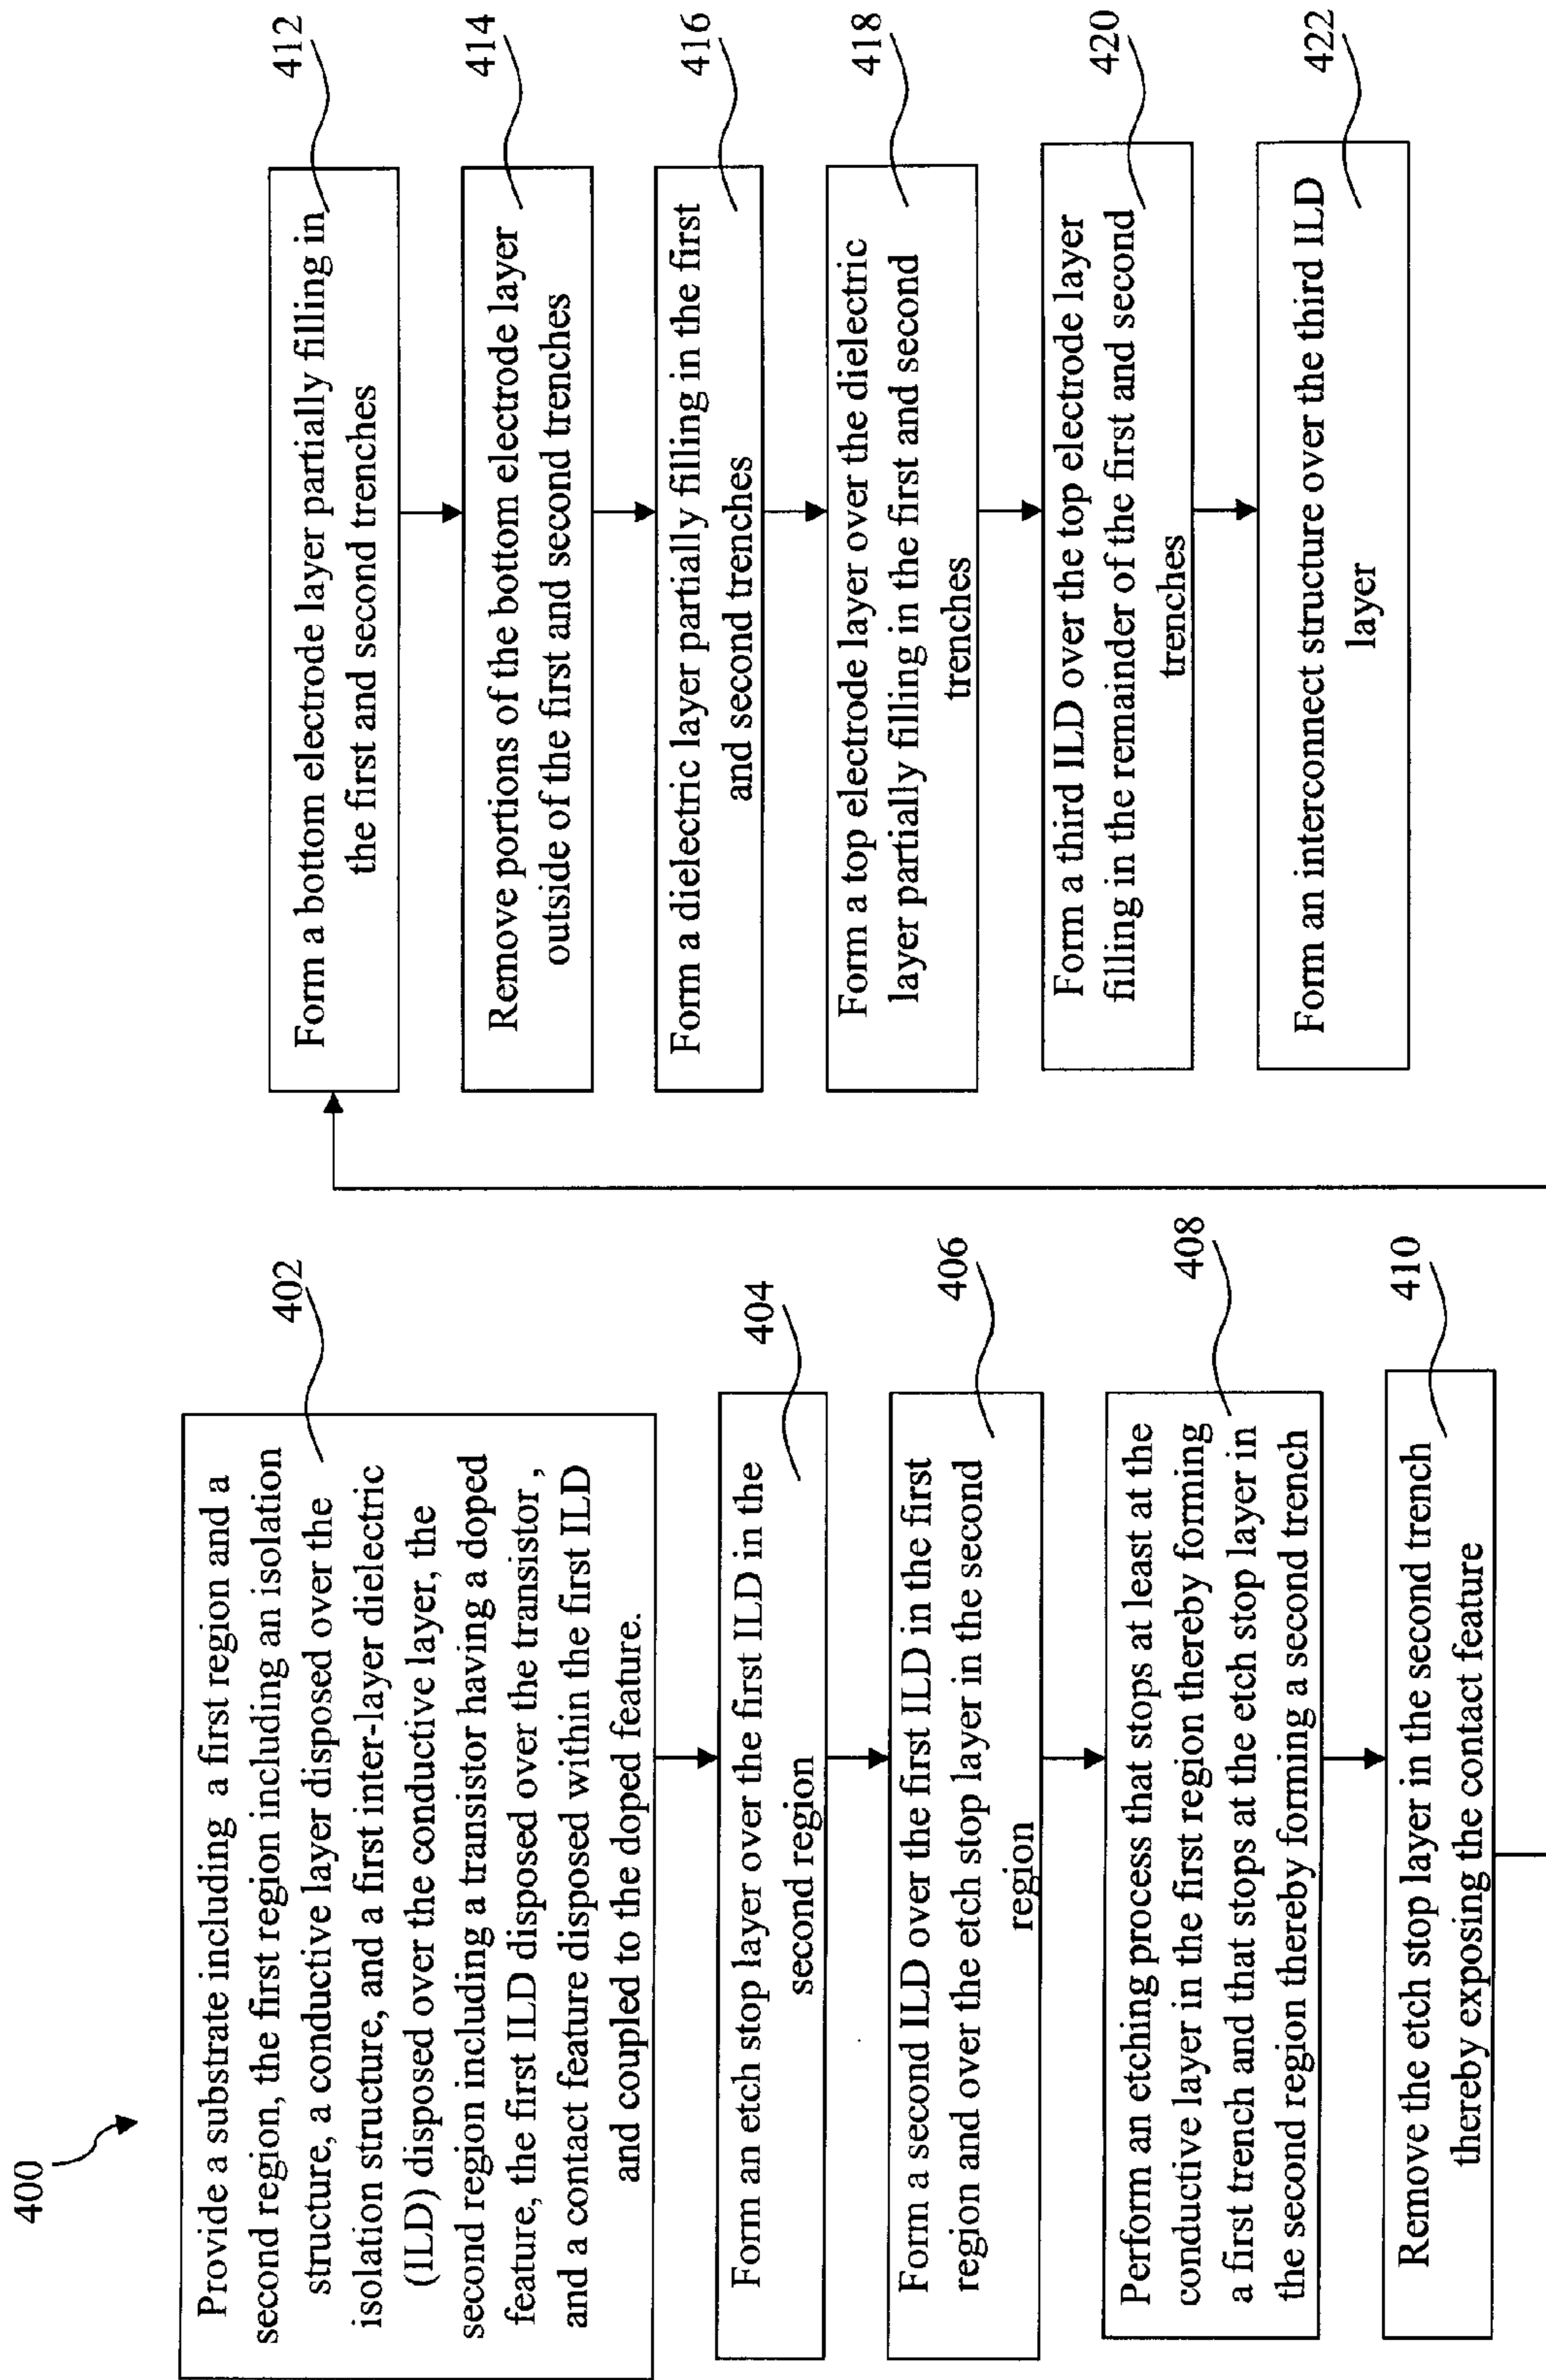 400
Provide a substrate including a first region and a
second region, the first region including an isolation
structure, a conductive layer disposed over the
isolation structure, and a first inter-layer dielectric
(ILD) disposed over the conductive layer, the
second region including a transistor having a doped
feature, the first ILD disposed over the transistor ,
and a contact feature disposed within the first ILD
and coupled to the doped feature.
402
Form an etch stop layer over the first ILD in the
second region
404
Form a second ILD over the first ILD in the first
region and over the etch stop layer in the second
region
406
Perform an etching process that stops at least at the
conductive layer in the first region thereby forming
a first trench and that stops at the etch stop layer in
the second region thereby forming a second trench
408
Remove the etch stop layer in the second trench
thereby exposing the contact feature
410
Form a bottom electrode layer partially filling in
the first and second trenches
412
Remove portions of the bottom electrode layer
outside of the first and second trenches
414
Form a dielectric layer partially filling in the first
and second trenches
416
Form a top electrode layer over the dielectric
layer partially filling in the first and second
trenches
418
Form a third ILD over the top electrode layer
filling in the remainder of the first and second
trenches
420
Form an interconnect structure over the third ILD
layer
422